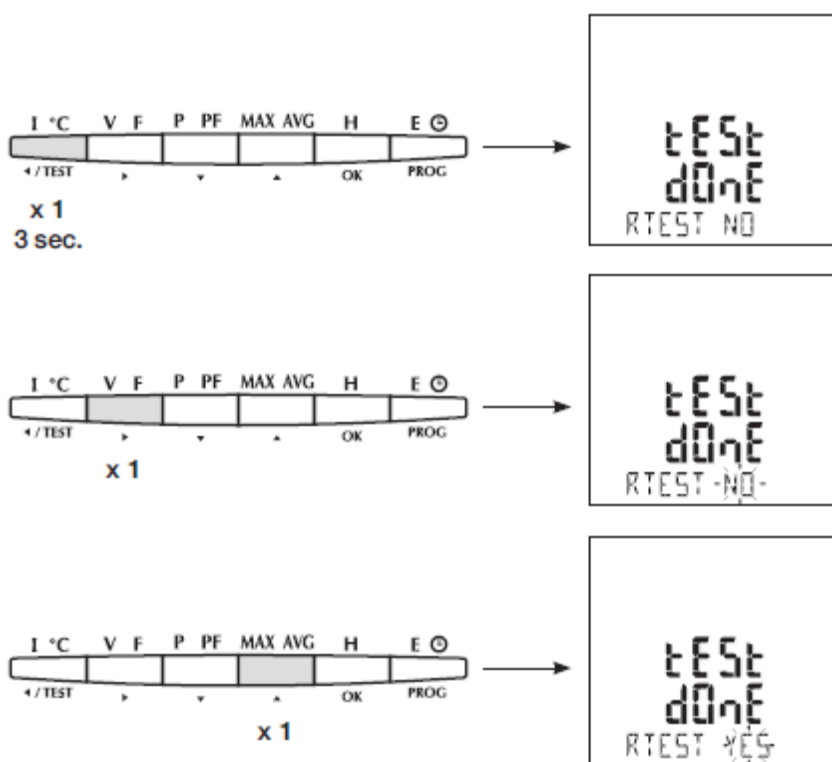 I °C V F P PF MAX AVG H E
◄ / TEST ► ▼ ▲ OK PROG
x 1
3 sec.
tESt
dOnE
RTEST NO
I °C V F P PF MAX AVG H E
◄ / TEST ► ▼ ▲ OK PROG
x 1
tESt
dOnE
RTEST -NO-
I °C V F P PF MAX AVG H E
◄ / TEST ► ▼ ▲ OK PROG
x 1
tESt
dOnE
RTEST YES